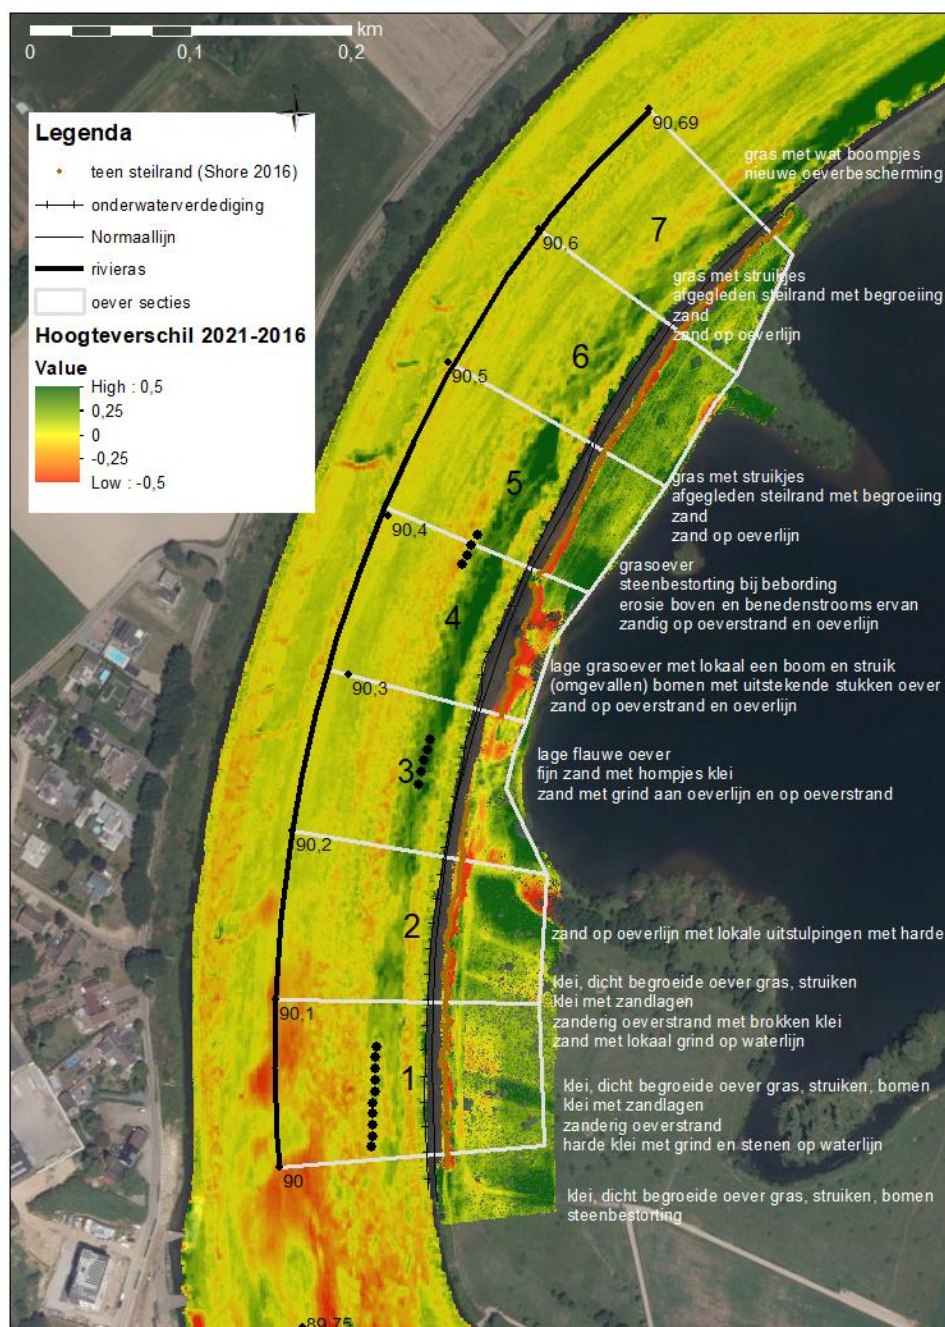 km
0
0,1
0,2
Legenda
teen steilrand (Shore 2016)
onderwaterverdediging
Normaallijn
rivieras
oever secties
Hoogteverschil 2021-2016
Value
High : 0,5
0,25
0
-0,25
Low : -0,5
90,69
gras met wat boompjes
nieuwe oeverbescherming
7
90,6
gras met struikjes
afgegleden steilrand met begroeiing
zand
zand op oeverlijn
6
90,5
5
gras met struikjes
afgegleden steilrand met begroeiing
zand
zand op oeverlijn
90,4
grasoever
steenbestorting bij bebording
erosie boven en benedenstrooms ervan
zandig op oeverstrand en oeverlijn
4
90,3
lage grasoever met lokaal een boom en struik
(omgevallen) bomen met uitstekende stukken oever
zand op oeverstrand en oeverlijn
3
lage flauwe oever
fijn zand met hompjes klei
zand met grind aan oeverlijn en op oeverstrand
90,2
2
zand op oeverlijn met lokale uitstulpingen met harde
klei, dicht begroeide oever gras, struiken
klei met zandlagen
zanderig oeverstrand met brokken klei
zand met lokaal grind op waterlijn
90,1
1
klei, dicht begroeide oever gras, struiken, bomen
klei met zandlagen
zanderig oeverstrand
harde klei met grind en stenen op waterlijn
90
klei, dicht begroeide oever gras, struiken, bomen
steenbestorting
89,75